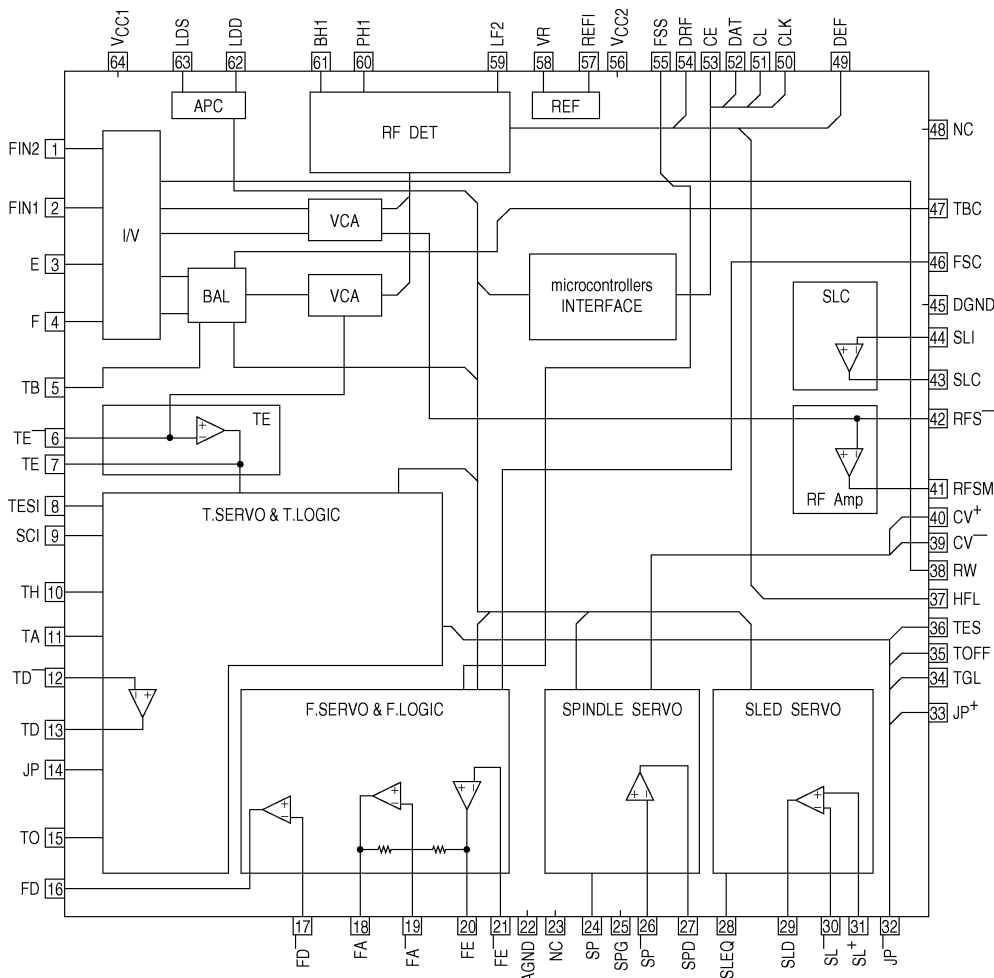 VCC1 LDS LDD BH1 PH1 LF2 VR REFI VCC2 FSS DRF CE DAT CL CLK DEF
64 63 62 61 60 59 58 57 56 55 54 53 52 51 50 49
APC
RF DET
REF
FIN2 1
FIN1 2
E 3
F 4
TB 5
TE‾ 6
TE 7
TESI 8
SCI 9
TH 10
TA 11
TD‾ 12
TD 13
JP 14
TO 15
FD 16
I/V
VCA
BAL
VCA
microcontrollers
INTERFACE
SLC
+ −
TE
+
−
+ −
RF Amp
T.SERVO & T.LOGIC
− +
F.SERVO & F.LOGIC
+ −
+ −
+ −
SPINDLE SERVO
+ −
SLED SERVO
+ −
48 NC
47 TBC
46 FSC
45 DGND
44 SLI
43 SLC
42 RFS‾
41 RFSM
40 CV+
39 CV‾
38 RW
37 HFL
36 TES
35 TOFF
34 TGL
33 JP+
17 18 19 20 21 22 23 24 25 26 27 28 29 30 31 32
FD‾ FA FA‾ FE FE‾ AGND NC SP SPG SP‾ SPD SLEQ SLD SL‾ SL+ JP‾